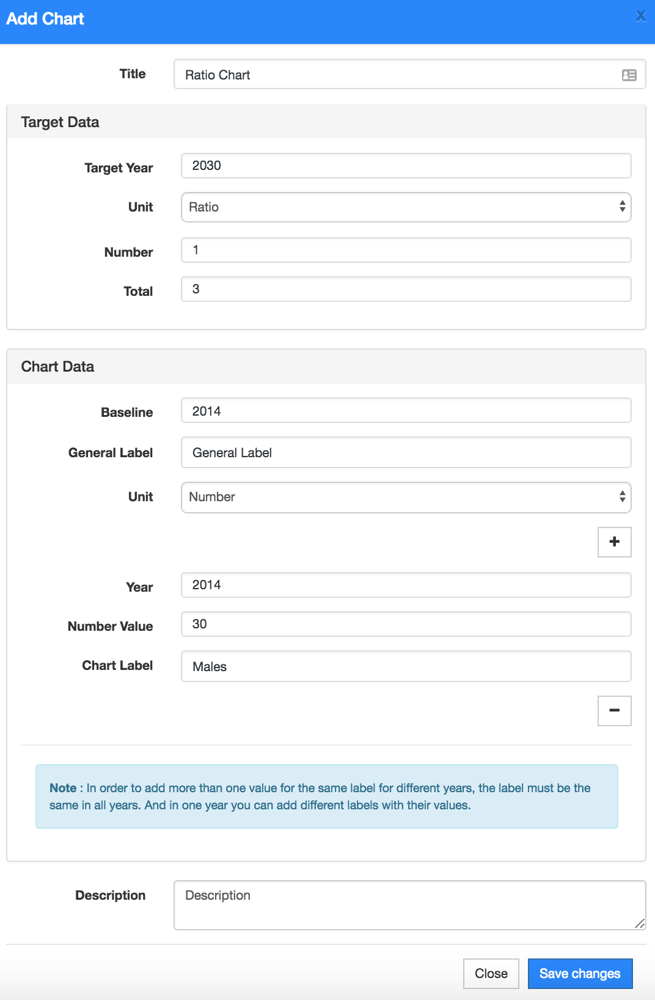 Add Chart
X
Title
Ratio Chart
Target Data
Target Year
2030
Unit
Ratio
Number
1
Total
3
Chart Data
Baseline
2014
General Label
General Label
Unit
Number
+
Year
2014
Number Value
30
Chart Label
Males
−
Note : In order to add more than one value for the same label for different years, the label must be the
same in all years. And in one year you can add different labels with their values.
Description
Description
Close
Save changes